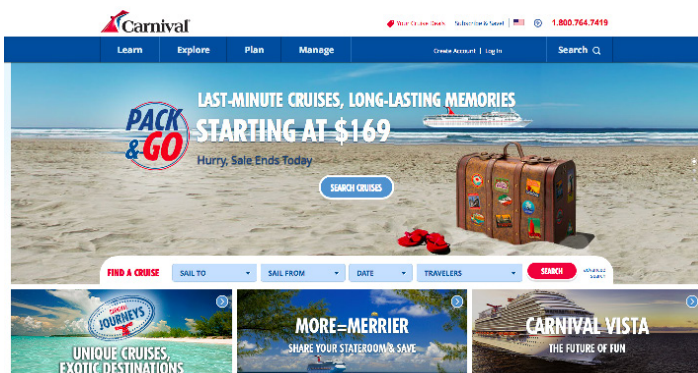 Carnival
Your Cruise Deals Subscribe & Save! 1.800.764.7419
Learn Explore Plan Manage Create Account | Log In Search
LAST-MINUTE CRUISES, LONG-LASTING MEMORIES
PACK & GO
STARTING AT $169
Hurry, Sale Ends Today
SEARCH CRUISES
FIND A CRUISE SAIL TO SAIL FROM DATE TRAVELERS SEARCH ADVANCED SEARCH
CARNIVAL
JOURNEYS
UNIQUE CRUISES,
EXOTIC DESTINATIONS
MORE=MERRIER
SHARE YOUR STATEROOM & SAVE
CARNIVAL VISTA
THE FUTURE OF FUN